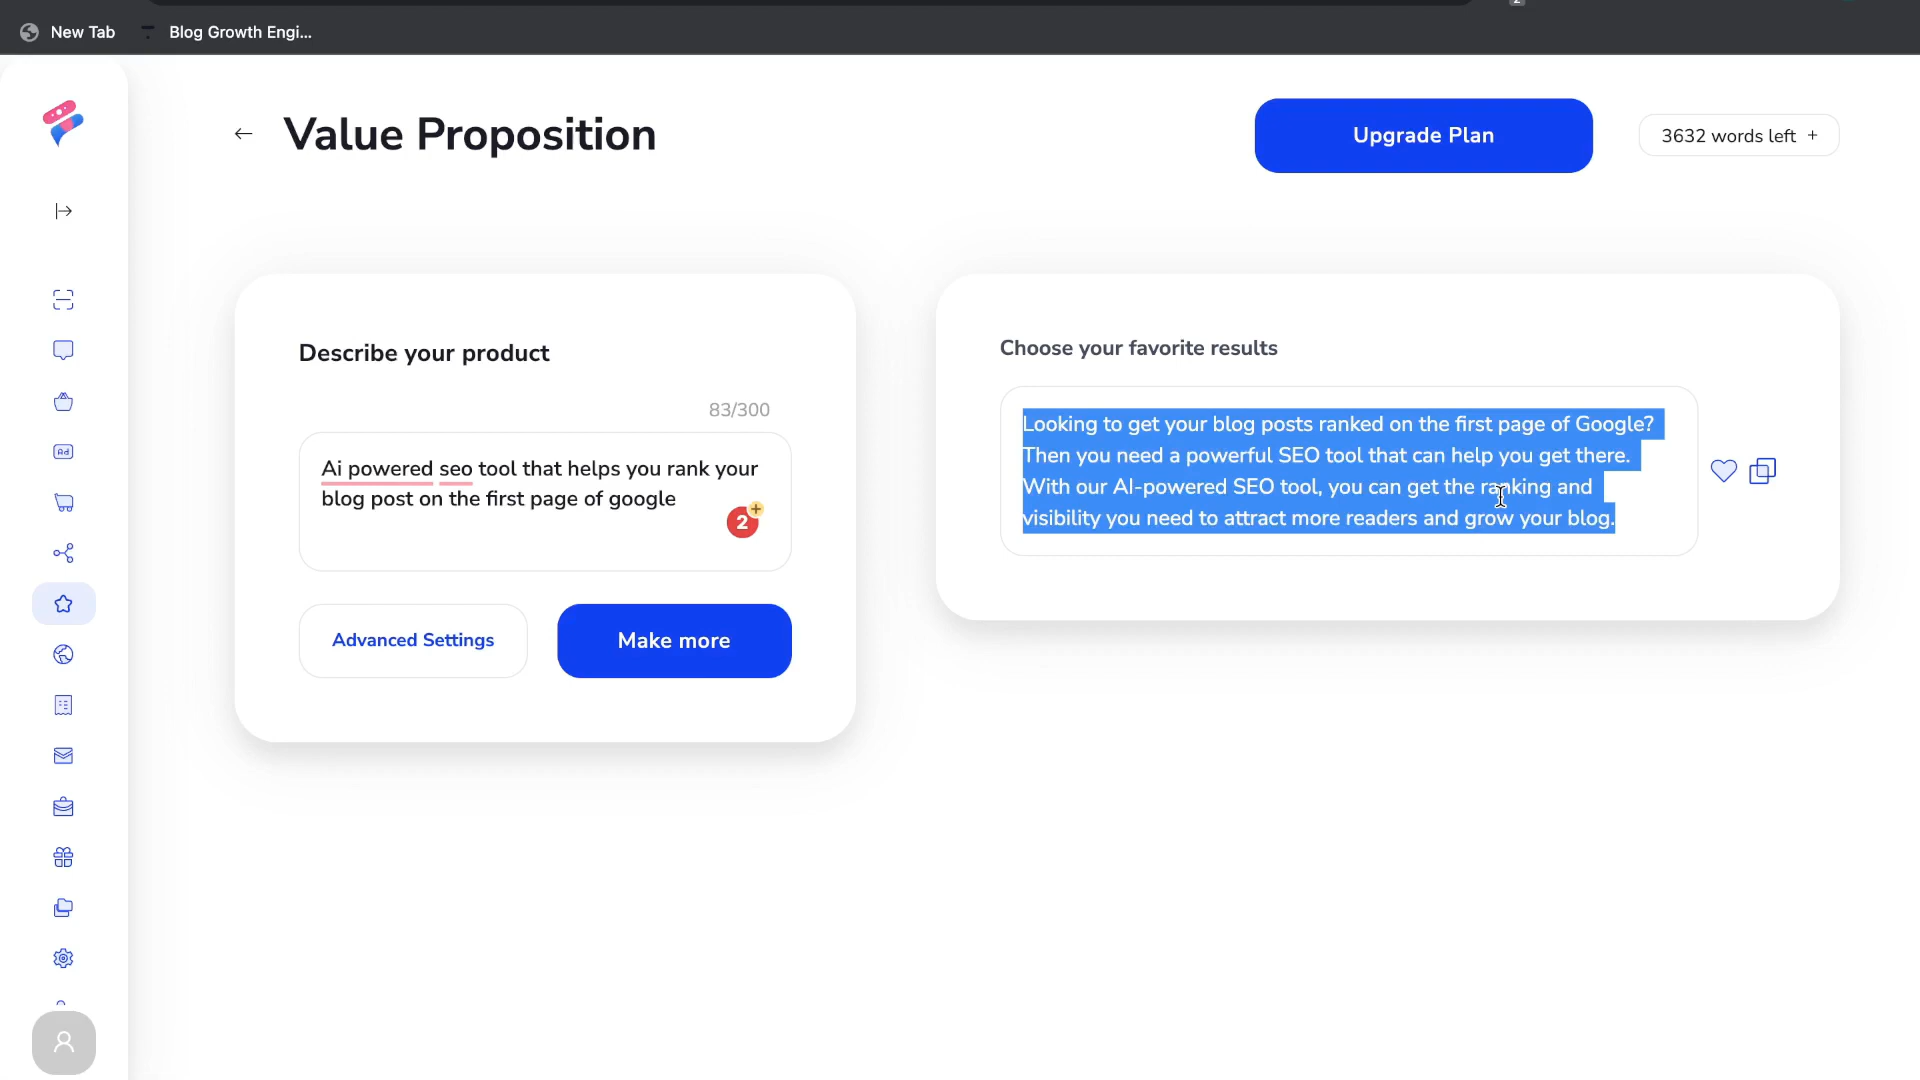 New Tab
Blog Growth Engi...
Value Proposition
Upgrade Plan
3632 words left +
Describe your product
83/300
Ai powered seo tool that helps you rank your
blog post on the first page of google
2
+
Advanced Settings
Make more
Choose your favorite results
Looking to get your blog posts ranked on the first page of Google?
Then you need a powerful SEO tool that can help you get there.
With our AI-powered SEO tool, you can get the ranking and
visibility you need to attract more readers and grow your blog.
Ad